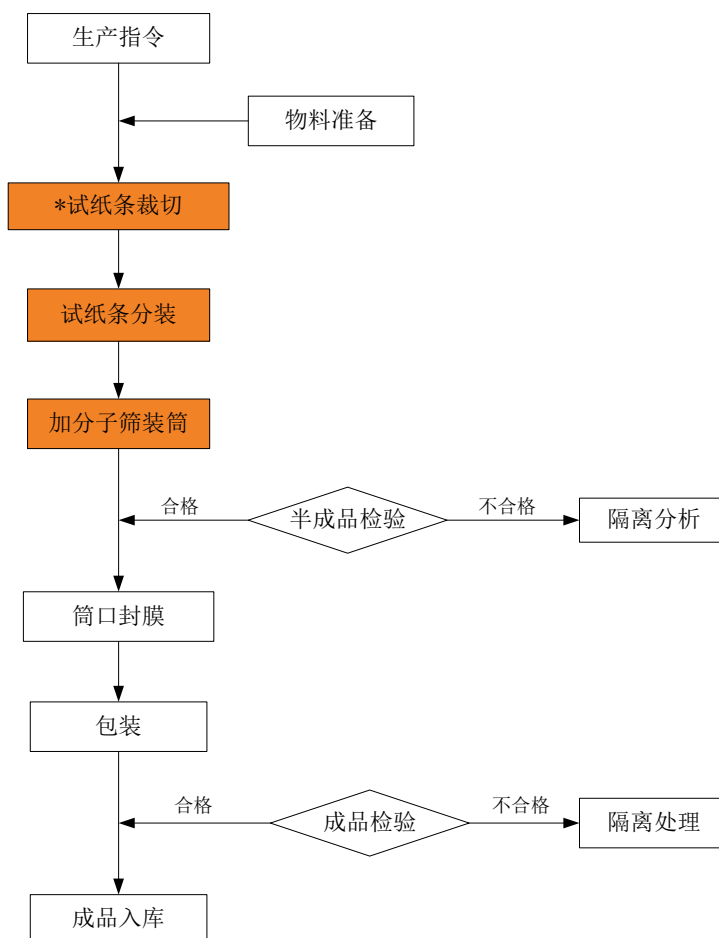 生产指令
物料准备
*试纸条裁切
试纸条分装
加分子筛装筒
合格
半成品检验
不合格
隔离分析
筒口封膜
包装
合格
成品检验
不合格
隔离处理
成品入库